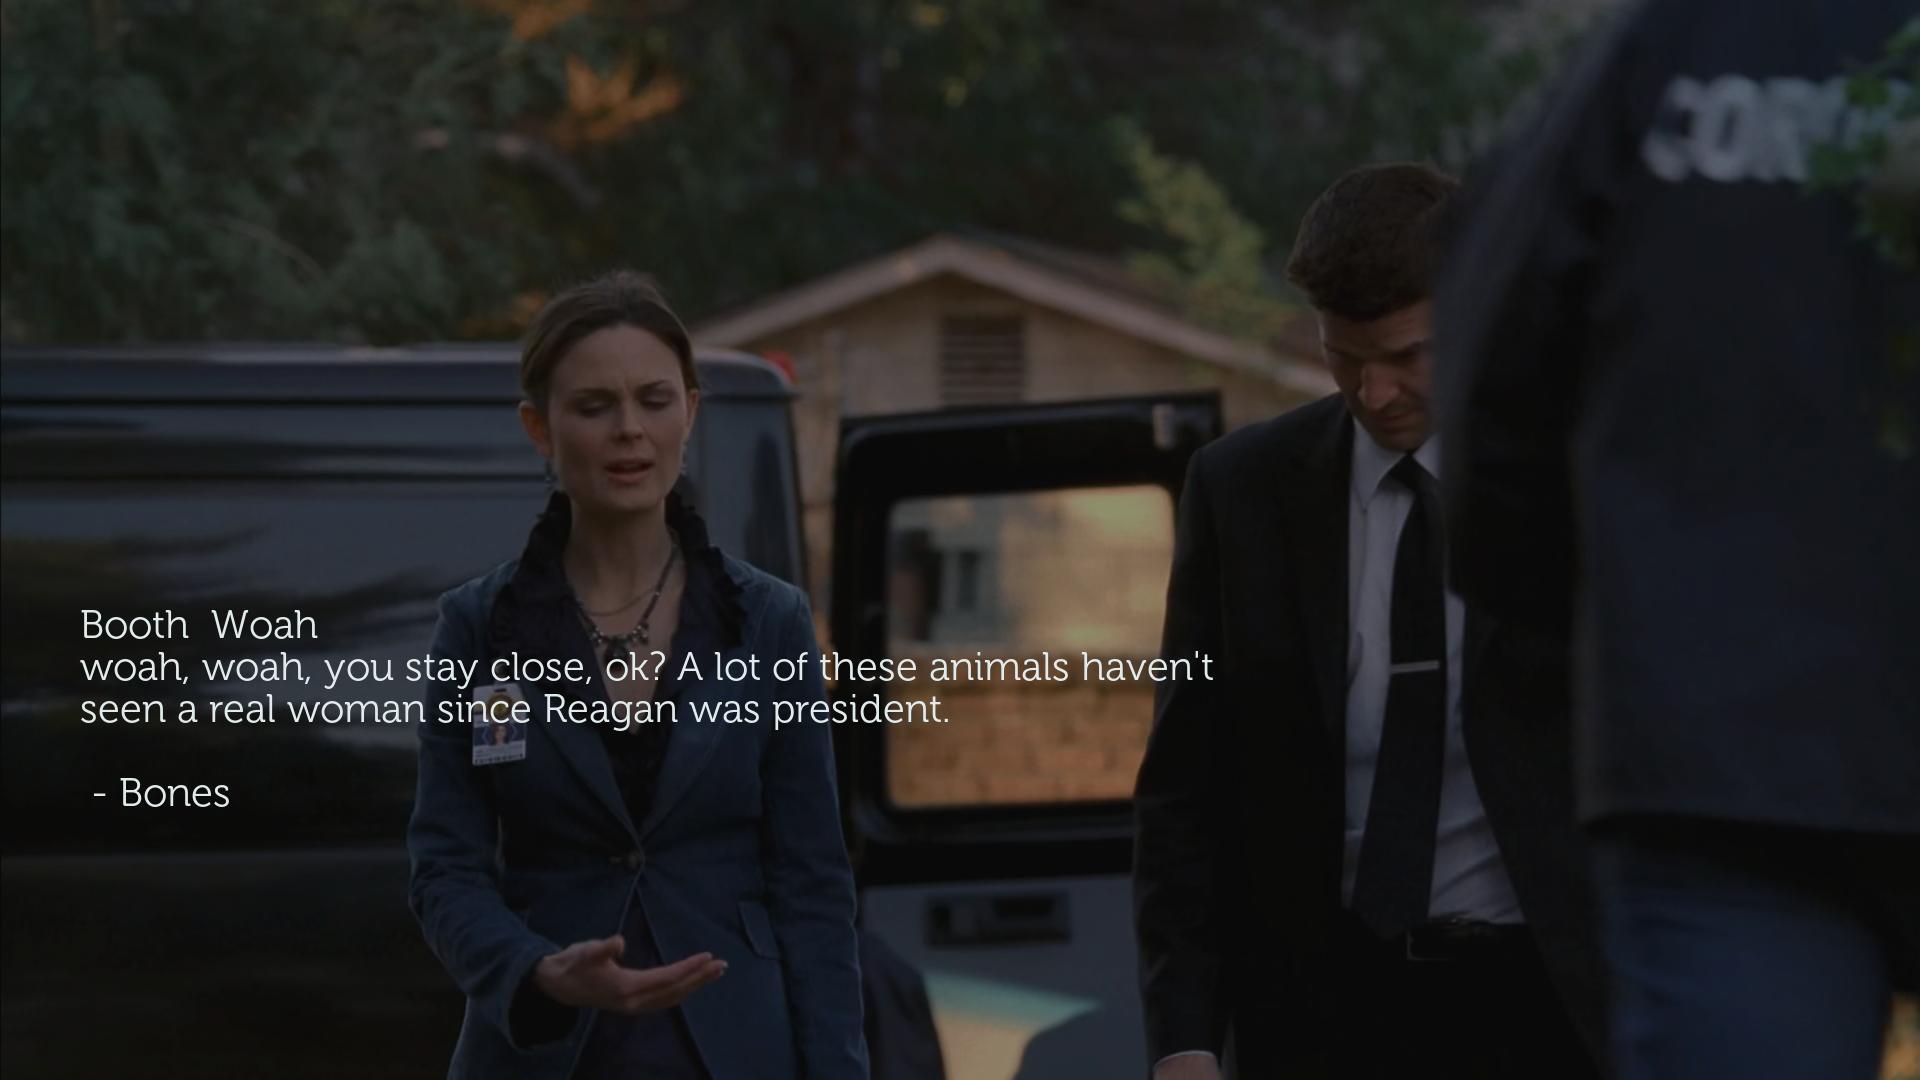 COR
Booth  Woah
woah, woah, you stay close, ok? A lot of these animals haven't
seen a real woman since Reagan was president.
- Bones